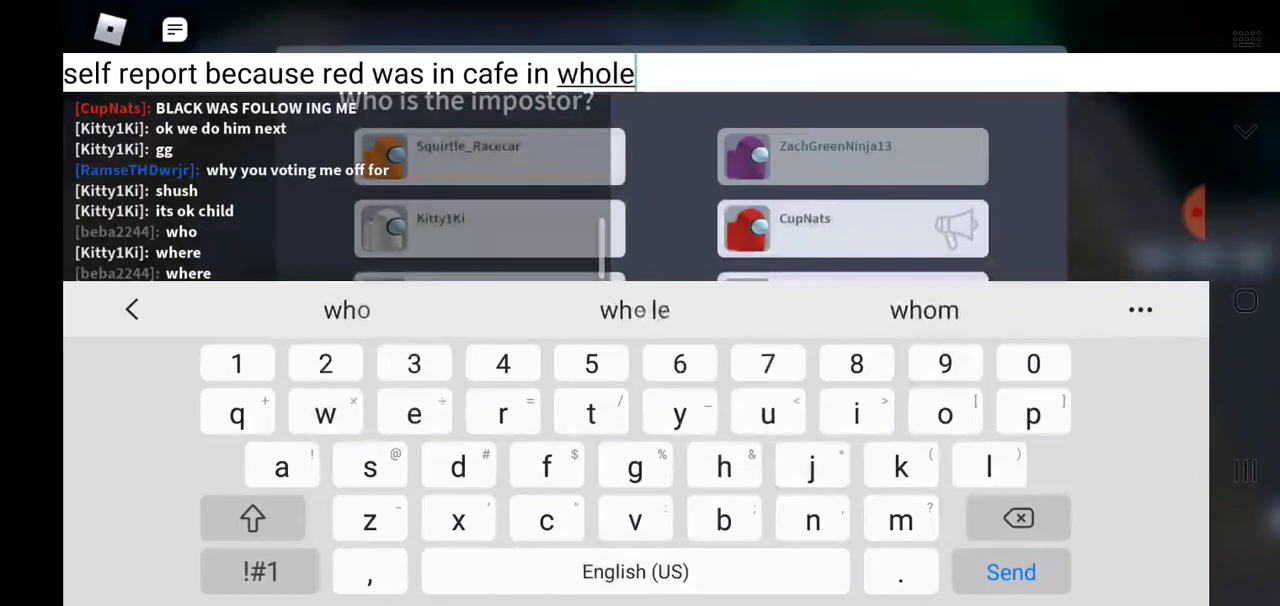 self report because red was in cafe in whole
Who is the impostor?
[CupNats]: BLACK WAS FOLLOW ING ME
[Kitty1Ki]: ok we do him next
[Kitty1Ki]: gg
[RamseTHDwrjr]: why you voting me off for
[Kitty1Ki]: shush
[Kitty1Ki]: its ok child
[beba2244]: who
[Kitty1Ki]: where
[beba2244]: where
Squirtle_Racecar
ZachGreenNinja13
Kitty1Ki
CupNats
who whole whom
1 2 3 4 5 6 7 8 9 0
+ × ÷ = / _ < > [ ]
q w e r t y u i o p
! @ # $ % & * ( )
a s d f g h j k l
- ' " : ; , ?
z x c v b n m
!#1 , English (US) . Send